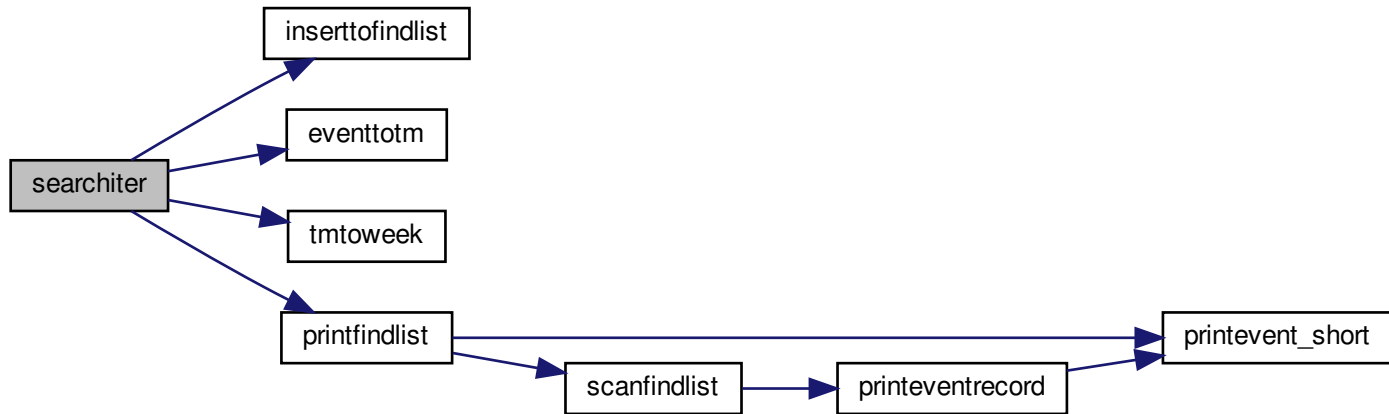 inserttofindlist
eventtotm
searchiter
tmtoweek
printfindlist
printevent_short
scanfindlist
printeventrecord